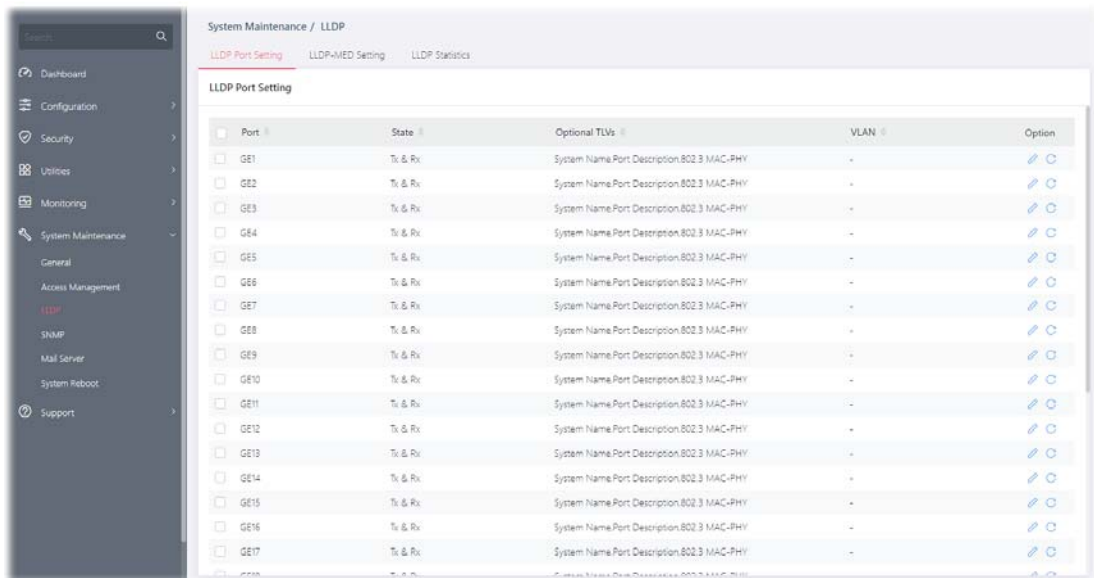 System Maintenance / LLDP
LLDP Port Setting LLDP-MED Setting LLDP Statistics
Search
Dashboard
Configuration
Security
Utilities
Monitoring
System Maintenance
General
Access Management
LLDP
SNMP
Mail Server
System Reboot
Support
LLDP Port Setting
Port State Optional TLVs VLAN Option
GE1 Tx & Rx System Name,Port Description,802.3 MAC-PHY -
GE2 Tx & Rx System Name,Port Description,802.3 MAC-PHY -
GE3 Tx & Rx System Name,Port Description,802.3 MAC-PHY -
GE4 Tx & Rx System Name,Port Description,802.3 MAC-PHY -
GE5 Tx & Rx System Name,Port Description,802.3 MAC-PHY -
GE6 Tx & Rx System Name,Port Description,802.3 MAC-PHY -
GE7 Tx & Rx System Name,Port Description,802.3 MAC-PHY -
GE8 Tx & Rx System Name,Port Description,802.3 MAC-PHY -
GE9 Tx & Rx System Name,Port Description,802.3 MAC-PHY -
GE10 Tx & Rx System Name,Port Description,802.3 MAC-PHY -
GE11 Tx & Rx System Name,Port Description,802.3 MAC-PHY -
GE12 Tx & Rx System Name,Port Description,802.3 MAC-PHY -
GE13 Tx & Rx System Name,Port Description,802.3 MAC-PHY -
GE14 Tx & Rx System Name,Port Description,802.3 MAC-PHY -
GE15 Tx & Rx System Name,Port Description,802.3 MAC-PHY -
GE16 Tx & Rx System Name,Port Description,802.3 MAC-PHY -
GE17 Tx & Rx System Name,Port Description,802.3 MAC-PHY -